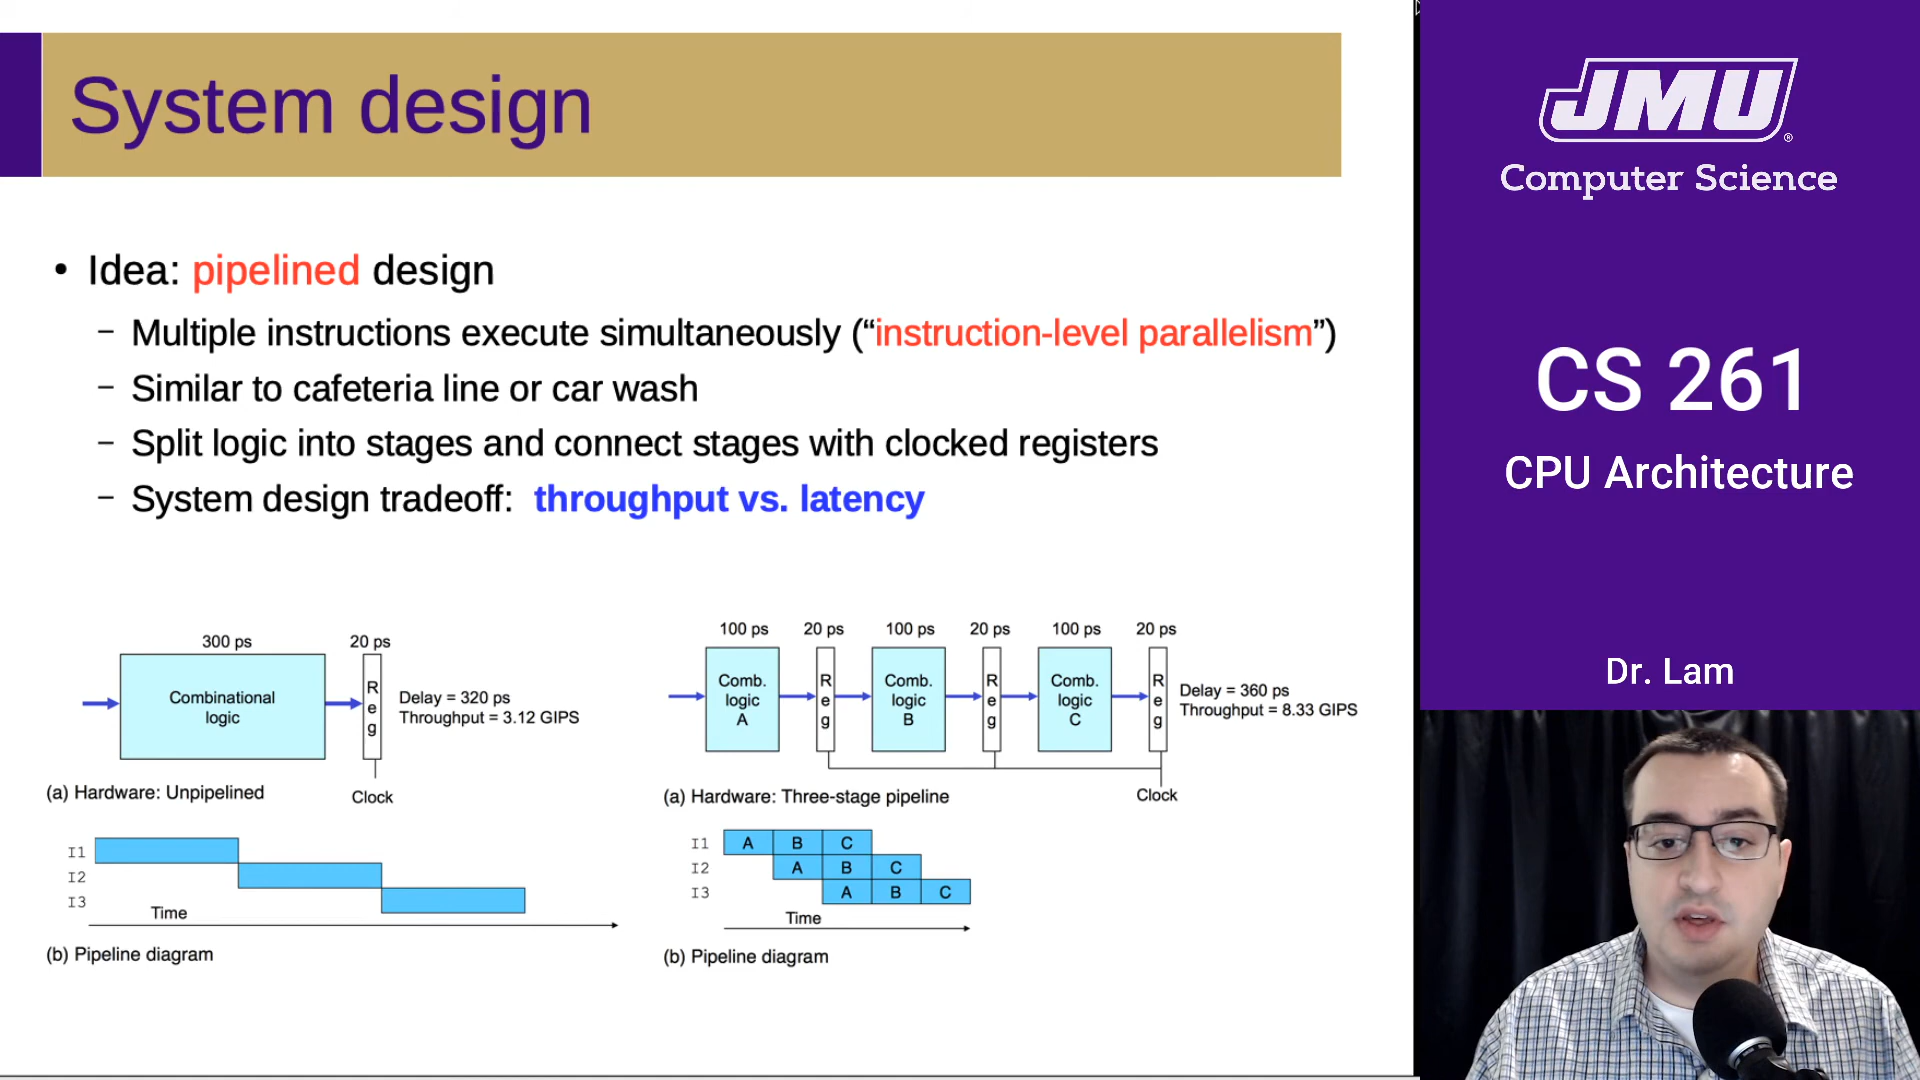 System design
• Idea: pipelined design
– Multiple instructions execute simultaneously (“instruction-level parallelism”)
– Similar to cafeteria line or car wash
– Split logic into stages and connect stages with clocked registers
– System design tradeoff: throughput vs. latency
300 ps
20 ps
Combinational
logic
Reg
Delay = 320 ps
Throughput = 3.12 GIPS
Clock
(a) Hardware: Unpipelined
I1
I2
I3
Time
(b) Pipeline diagram
100 ps
20 ps
100 ps
20 ps
100 ps
20 ps
Comb.
logic
A
Reg
Comb.
logic
B
Reg
Comb.
logic
C
Reg
Delay = 360 ps
Throughput = 8.33 GIPS
Clock
(a) Hardware: Three-stage pipeline
I1 A B C
I2 A B C
I3 A B C
Time
(b) Pipeline diagram
JMU®
Computer Science
CS 261
CPU Architecture
Dr. Lam